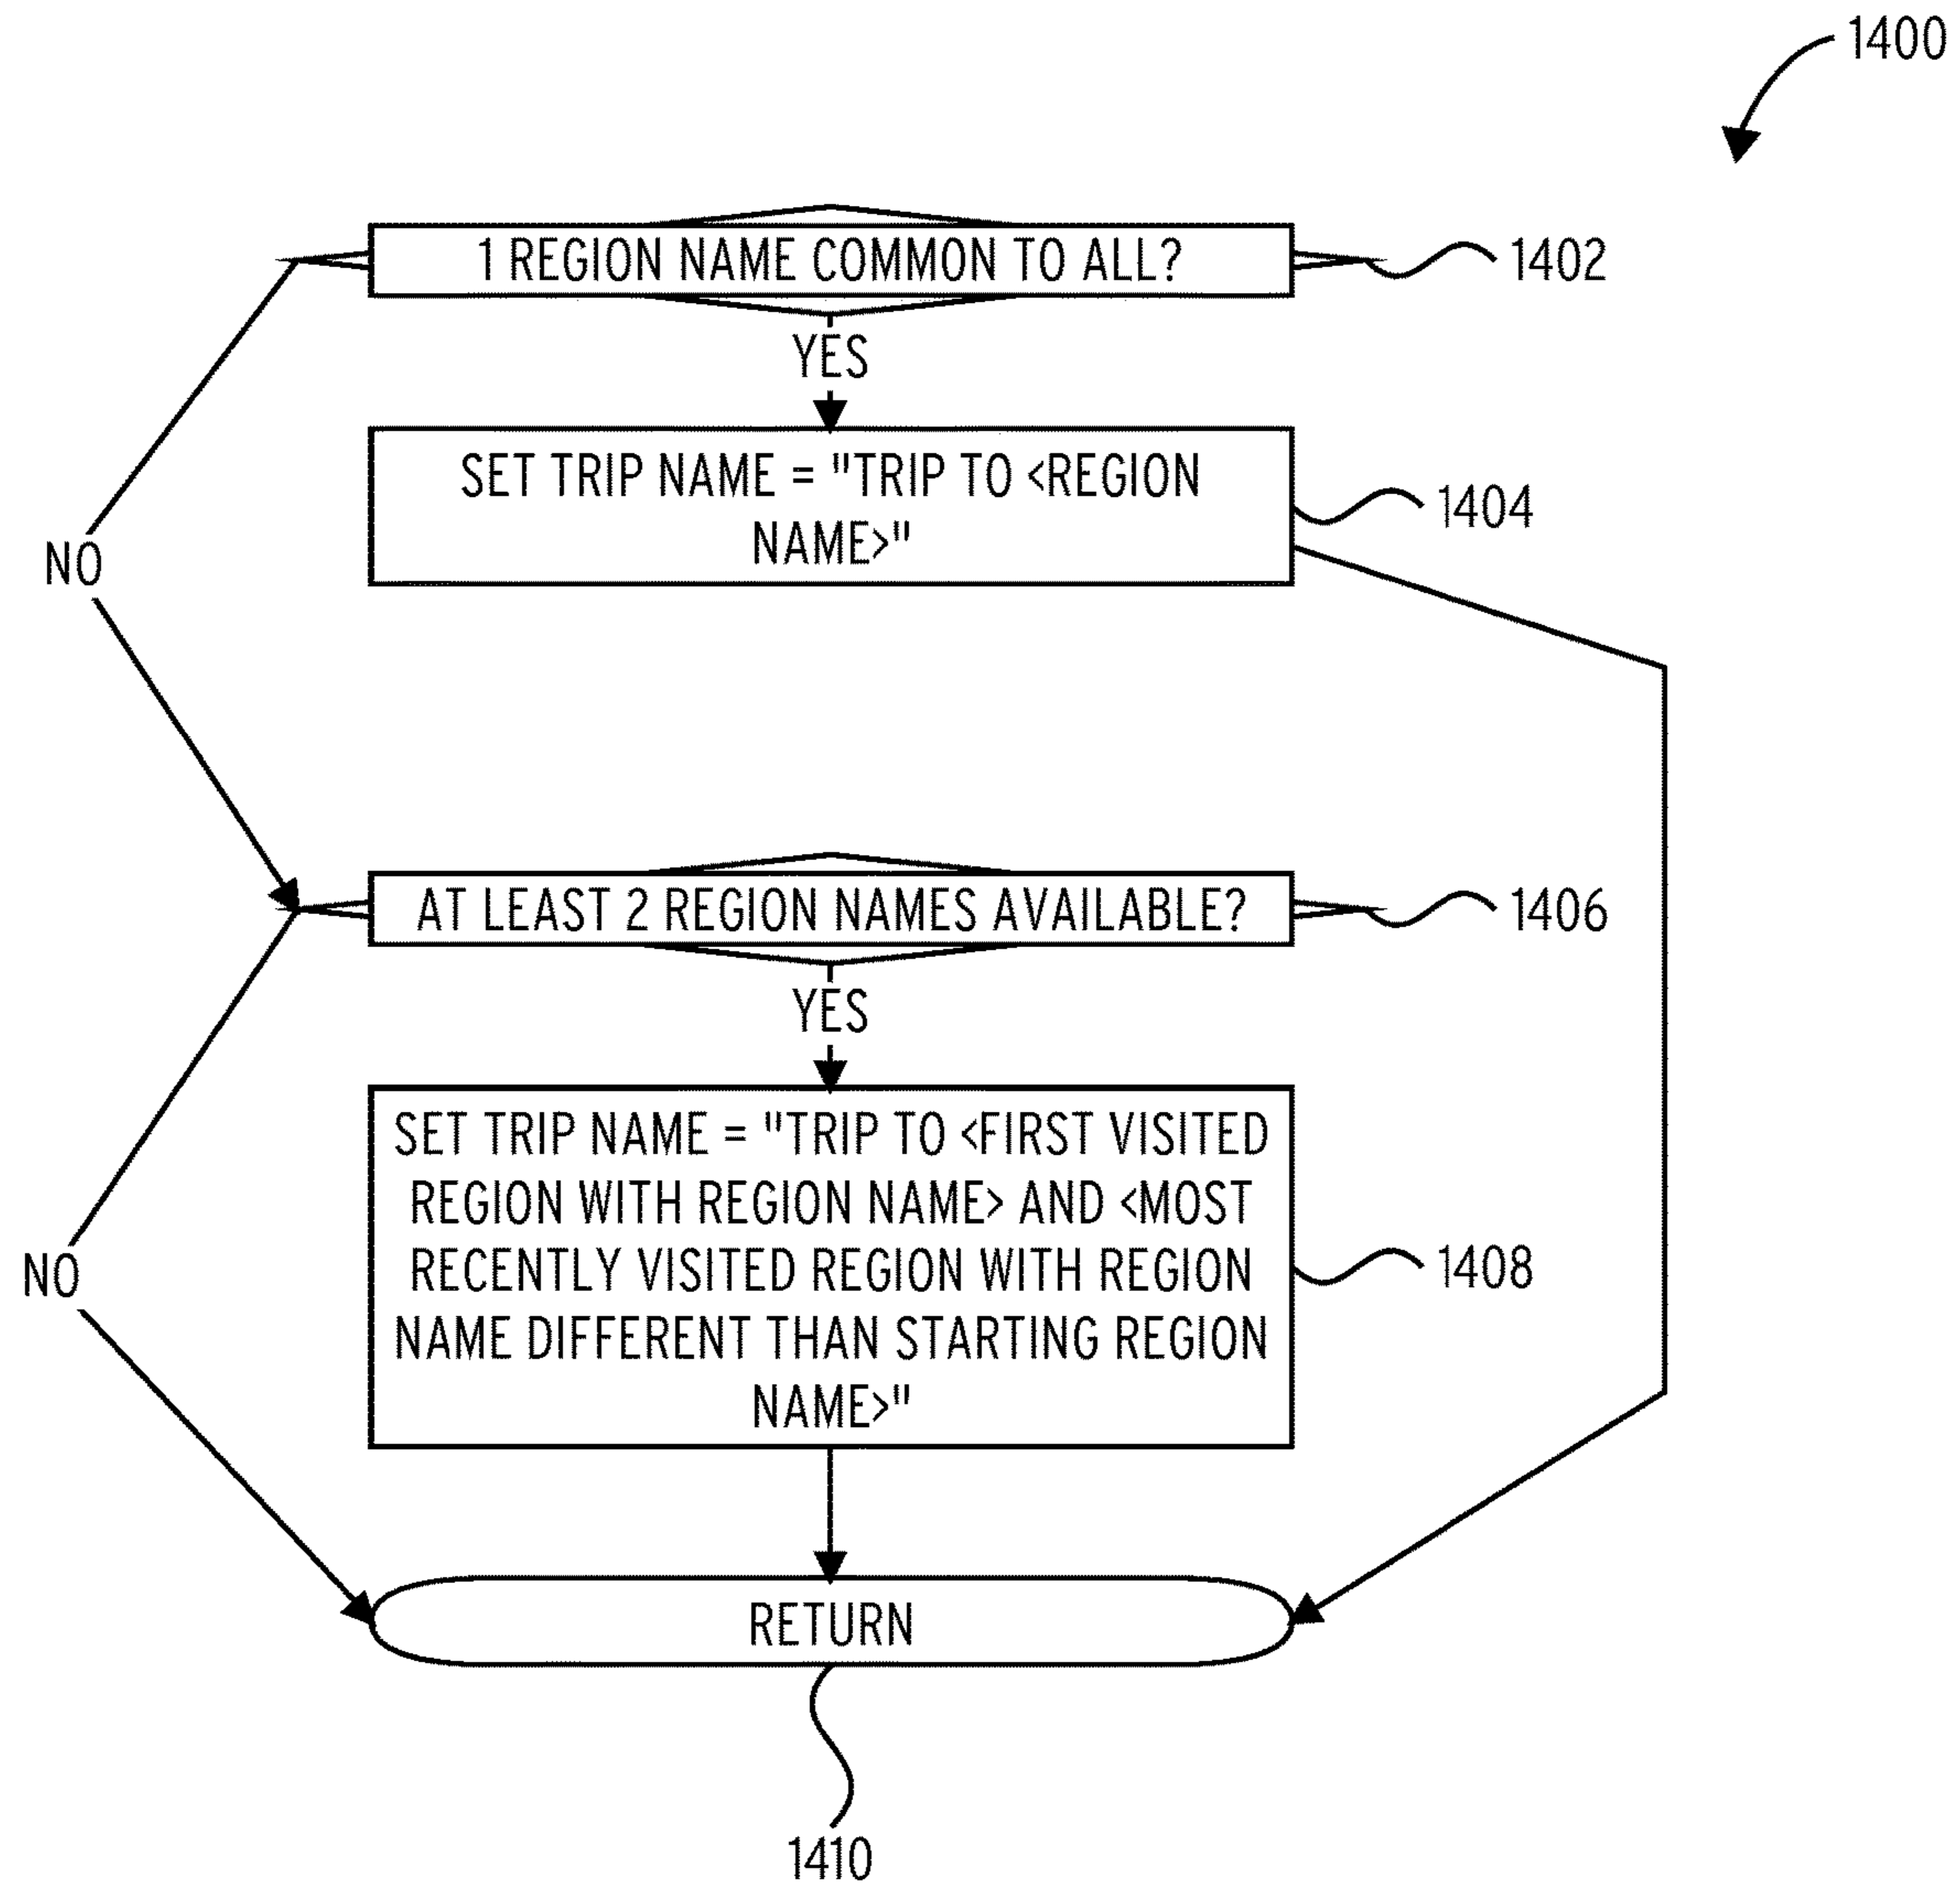 1400
1 REGION NAME COMMON TO ALL?
1402
YES
SET TRIP NAME = "TRIP TO <REGION
NAME>"
1404
NO
AT LEAST 2 REGION NAMES AVAILABLE?
1406
YES
SET TRIP NAME = "TRIP TO <FIRST VISITED
REGION WITH REGION NAME> AND <MOST
RECENTLY VISITED REGION WITH REGION
NAME DIFFERENT THAN STARTING REGION
NAME>"
1408
NO
RETURN
1410